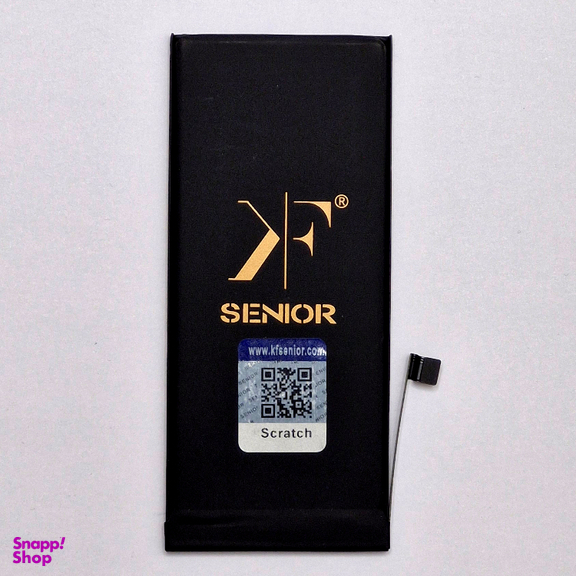 KF®
SENIOR
www.kfsenior.com
Scratch
Snapp!
Shop